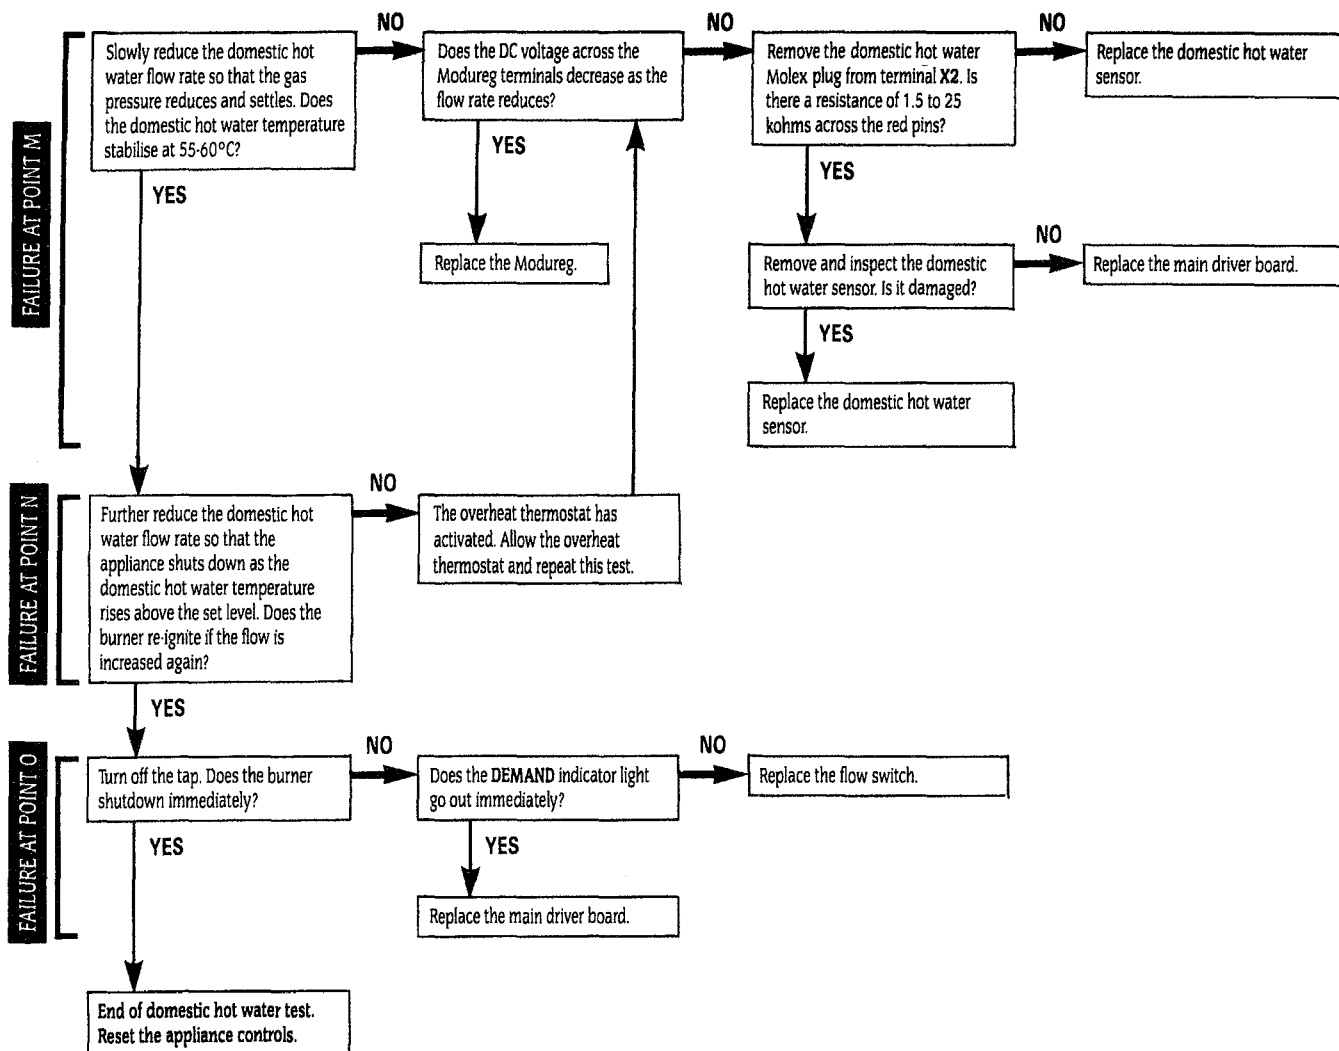 FAILURE AT POINT M
Slowly reduce the domestic hot
water flow rate so that the gas
pressure reduces and settles. Does
the domestic hot water temperature
stabilise at 55-60°C?
NO
Does the DC voltage across the
Modureg terminals decrease as the
flow rate reduces?
NO
Remove the domestic hot water
Molex plug from terminal X2. Is
there a resistance of 1.5 to 25
kohms across the red pins?
NO
Replace the domestic hot water
sensor.
YES
YES
YES
Replace the Modureg.
Remove and inspect the domestic
hot water sensor. Is it damaged?
NO
Replace the main driver board.
YES
Replace the domestic hot water
sensor.
FAILURE AT POINT N
Further reduce the domestic hot
water flow rate so that the
appliance shuts down as the
domestic hot water temperature
rises above the set level. Does the
burner re-ignite if the flow is
increased again?
NO
The overheat thermostat has
activated. Allow the overheat
thermostat and repeat this test.
YES
FAILURE AT POINT O
Turn off the tap. Does the burner
shutdown immediately?
NO
Does the DEMAND indicator light
go out immediately?
NO
Replace the flow switch.
YES
YES
Replace the main driver board.
End of domestic hot water test.
Reset the appliance controls.